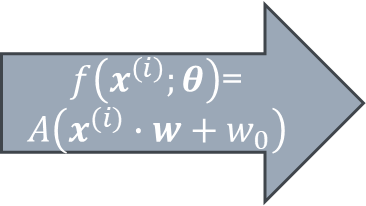 f(x⁽ⁱ⁾; θ)=
A(x⁽ⁱ⁾ · w + w₀)